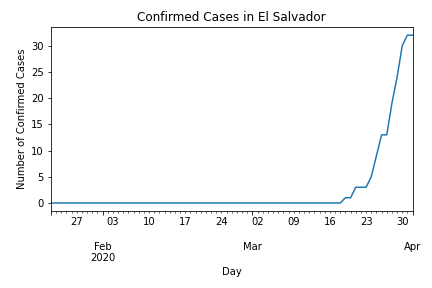 Confirmed Cases in El Salvador
Number of Confirmed Cases
30
25
20
15
10
5
0
27 03 10 17 24 02 09 16 23 30
Feb Mar Apr
2020
Day